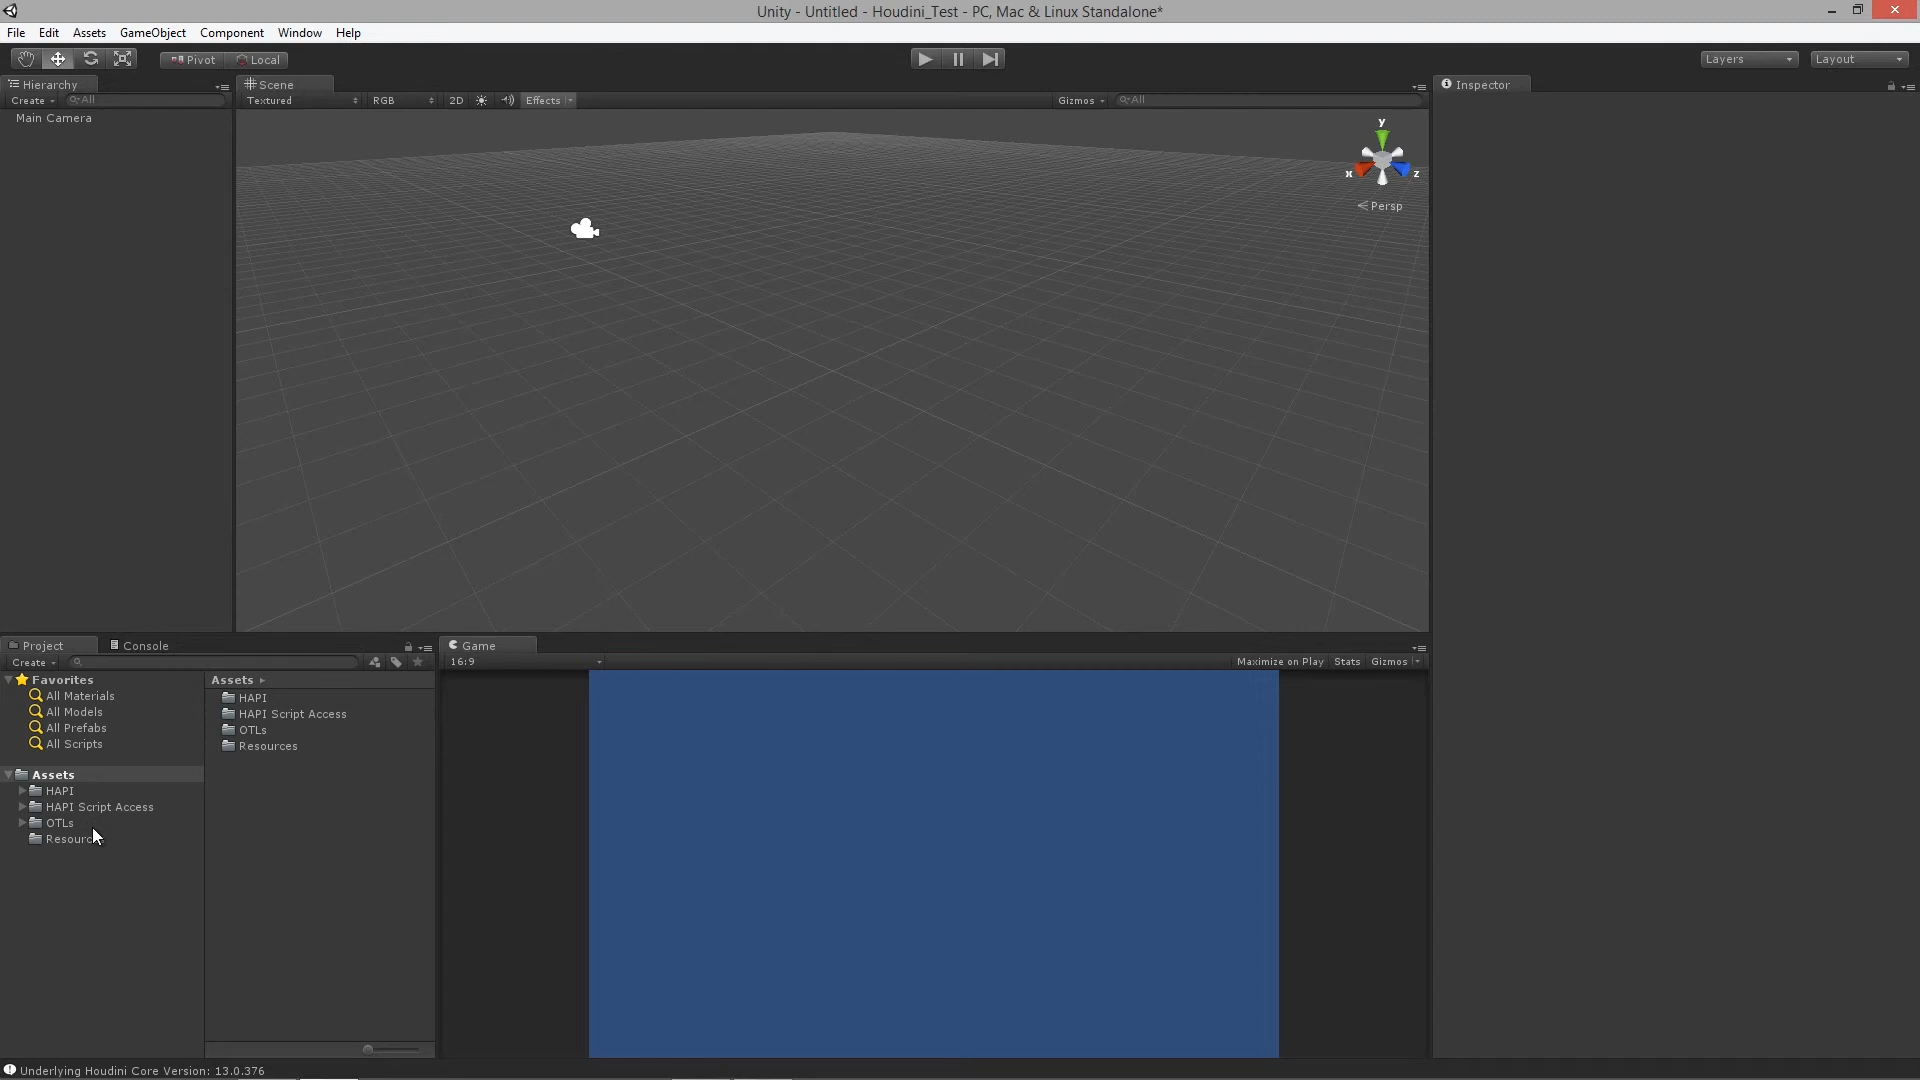 Unity - Untitled - Houdini_Test - PC, Mac & Linux Standalone*
File Edit Assets GameObject Component Window Help
Pivot Local Layers Layout
Hierarchy
Create All
Main Camera
Scene
Textured RGB 2D Effects Gizmos All
y
x z
Persp
Inspector
Project Console
Create
Favorites
All Materials
All Models
All Prefabs
All Scripts
Assets
HAPI
HAPI Script Access
OTLs
Assets
HAPI
HAPI Script Access
OTLs
Resources
Game
16:9 Maximize on Play Stats Gizmos
Underlying Houdini Core Version: 13.0.376